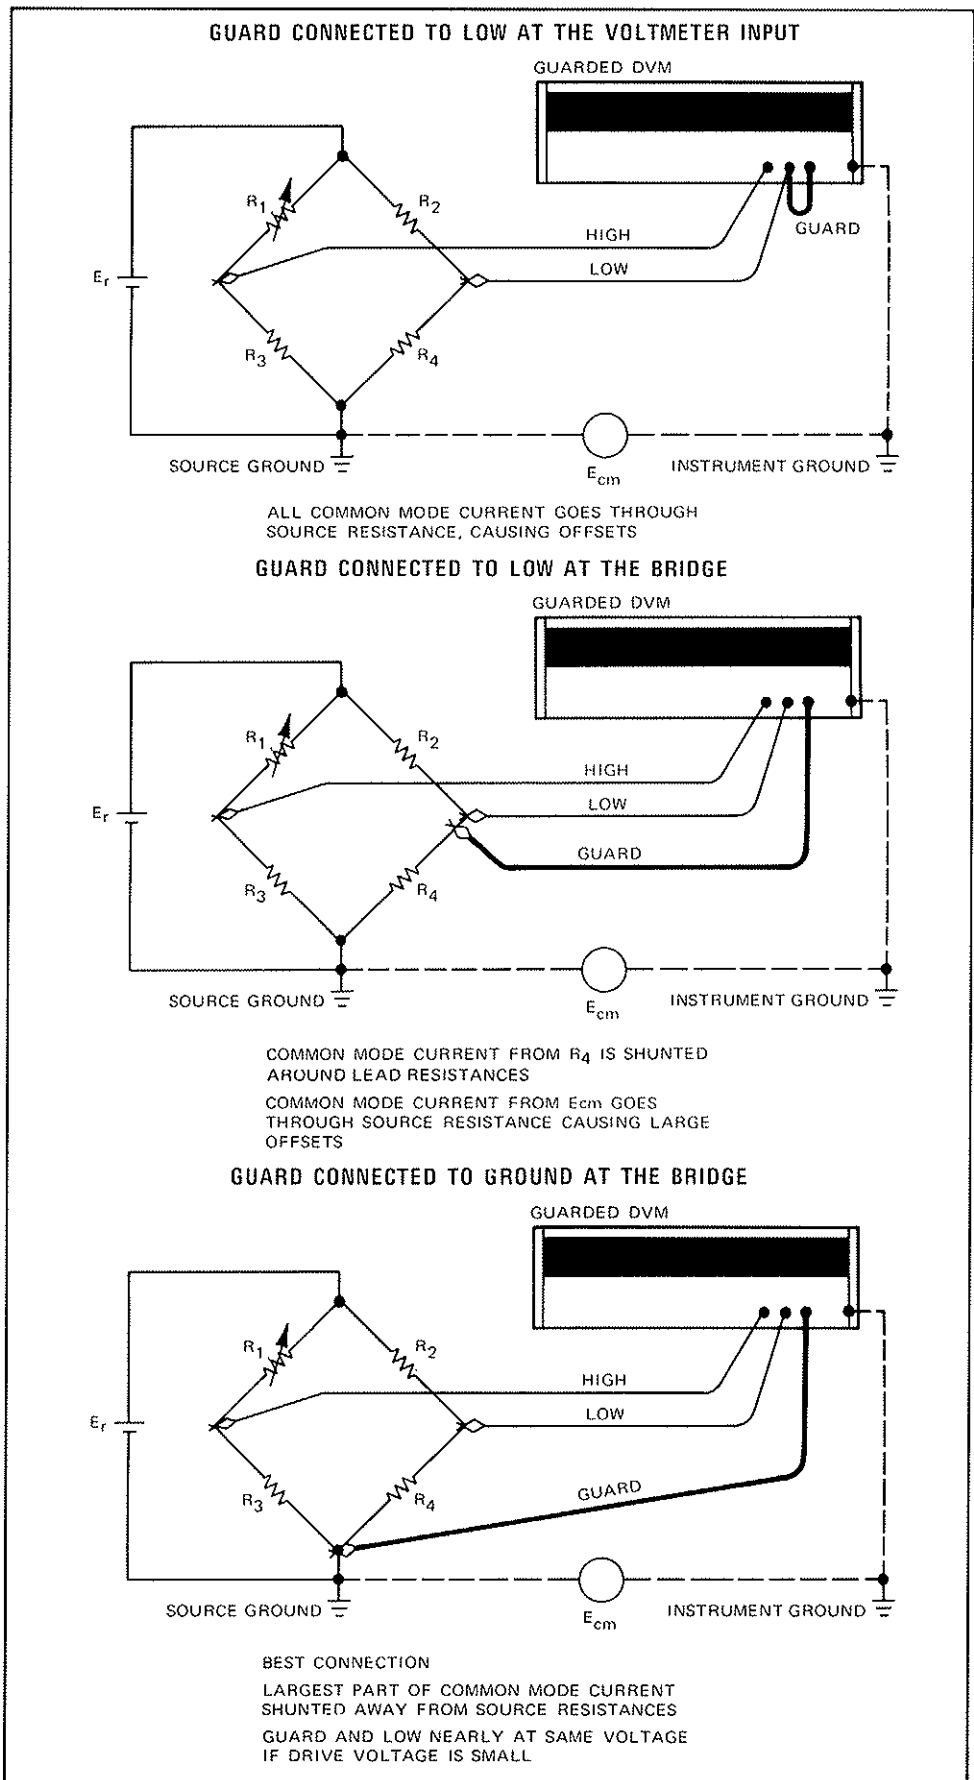 GUARD CONNECTED TO LOW AT THE VOLTMETER INPUT
GUARDED DVM
R1
R2
HIGH
GUARD
LOW
Er
R3
R4
SOURCE GROUND
Ecm
INSTRUMENT GROUND
ALL COMMON MODE CURRENT GOES THROUGH
SOURCE RESISTANCE, CAUSING OFFSETS
GUARD CONNECTED TO LOW AT THE BRIDGE
GUARDED DVM
R1
R2
HIGH
LOW
Er
GUARD
R3
R4
SOURCE GROUND
Ecm
INSTRUMENT GROUND
COMMON MODE CURRENT FROM R4 IS SHUNTED
AROUND LEAD RESISTANCES
COMMON MODE CURRENT FROM Ecm GOES
THROUGH SOURCE RESISTANCE CAUSING LARGE
OFFSETS
GUARD CONNECTED TO GROUND AT THE BRIDGE
GUARDED DVM
R1
R2
HIGH
LOW
Er
GUARD
R3
R4
SOURCE GROUND
Ecm
INSTRUMENT GROUND
BEST CONNECTION
LARGEST PART OF COMMON MODE CURRENT
SHUNTED AWAY FROM SOURCE RESISTANCES
GUARD AND LOW NEARLY AT SAME VOLTAGE
IF DRIVE VOLTAGE IS SMALL